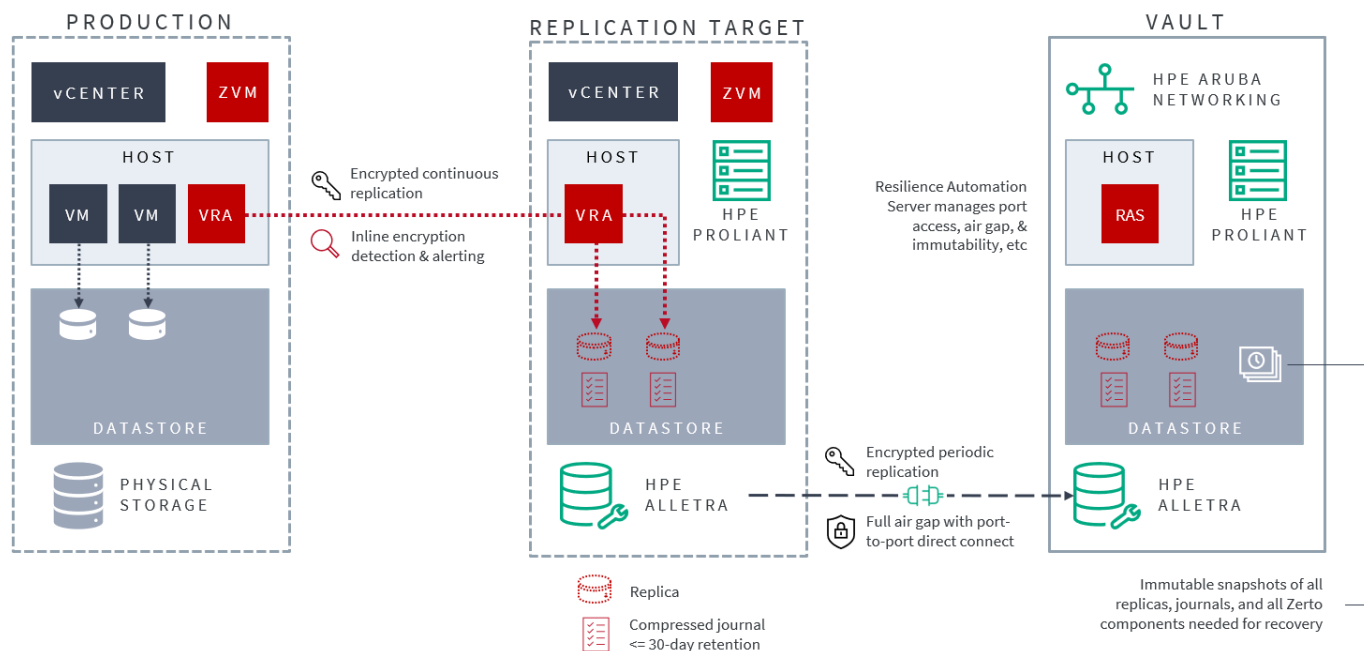 PRODUCTION
vCENTER
ZVM
HOST
VM
VM
VRA
DATASTORE
PHYSICAL
STORAGE
Encrypted continuous
replication
Inline encryption
detection & alerting
REPLICATION TARGET
vCENTER
ZVM
HOST
VRA
HPE
PROLIANT
DATASTORE
HPE
ALLETRA
Replica
Compressed journal
<= 30-day retention
Resilience Automation
Server manages port
access, air gap, &
immutability, etc
Encrypted periodic
replication
Full air gap with port-
to-port direct connect
VAULT
HPE ARUBA
NETWORKING
HOST
RAS
HPE
PROLIANT
DATASTORE
HPE
ALLETRA
Immutable snapshots of all
replicas, journals, and all Zerto
components needed for recovery